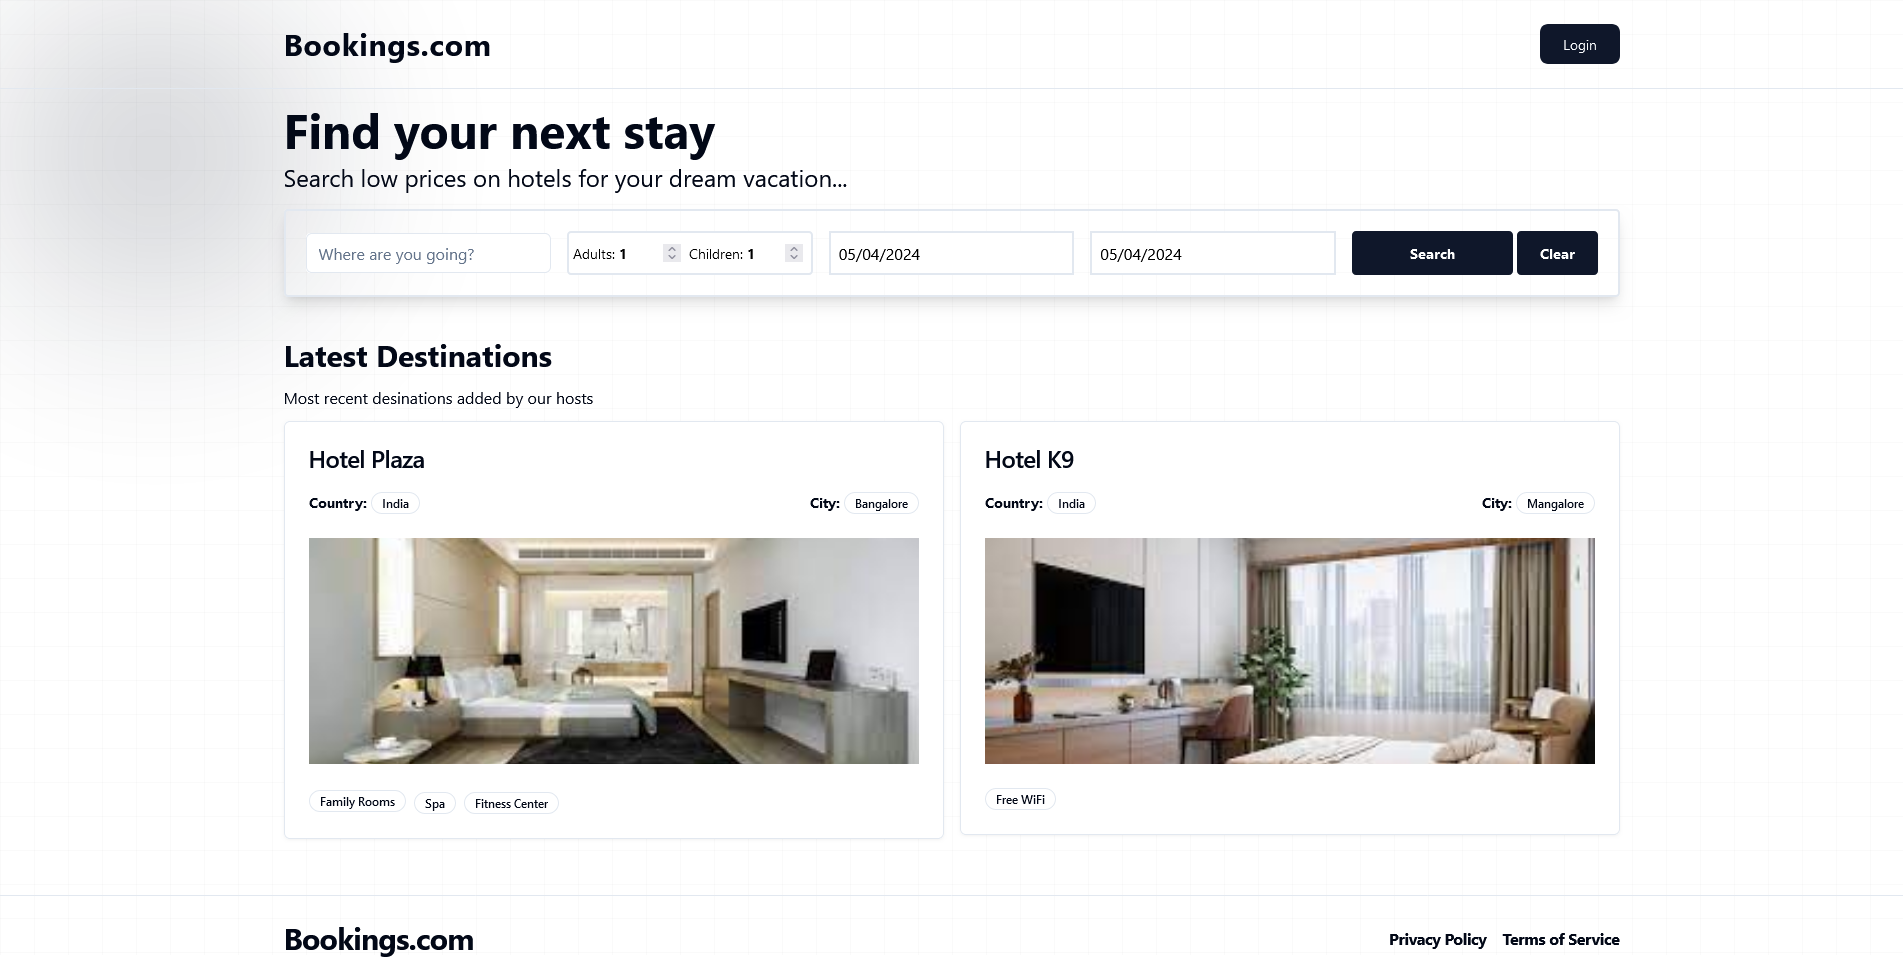 Bookings.com
Login
Find your next stay
Search low prices on hotels for your dream vacation...
Where are you going?
Adults: 1
Children: 1
05/04/2024
05/04/2024
Search
Clear
Latest Destinations
Most recent desinations added by our hosts
Hotel Plaza
Country: India
City: Bangalore
Family Rooms
Spa
Fitness Center
Hotel K9
Country: India
City: Mangalore
Free WiFi
Bookings.com
Privacy Policy
Terms of Service